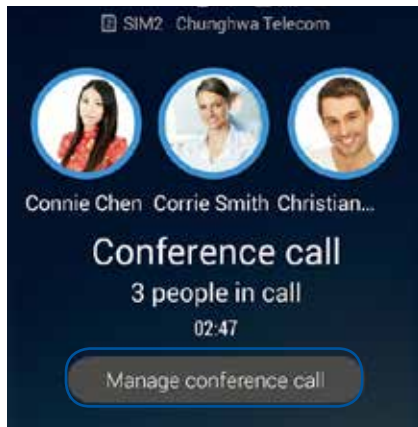 SIM2 Chunghwa Telecom
Connie Chen Corrie Smith Christian...
Conference call
3 people in call
02:47
Manage conference call